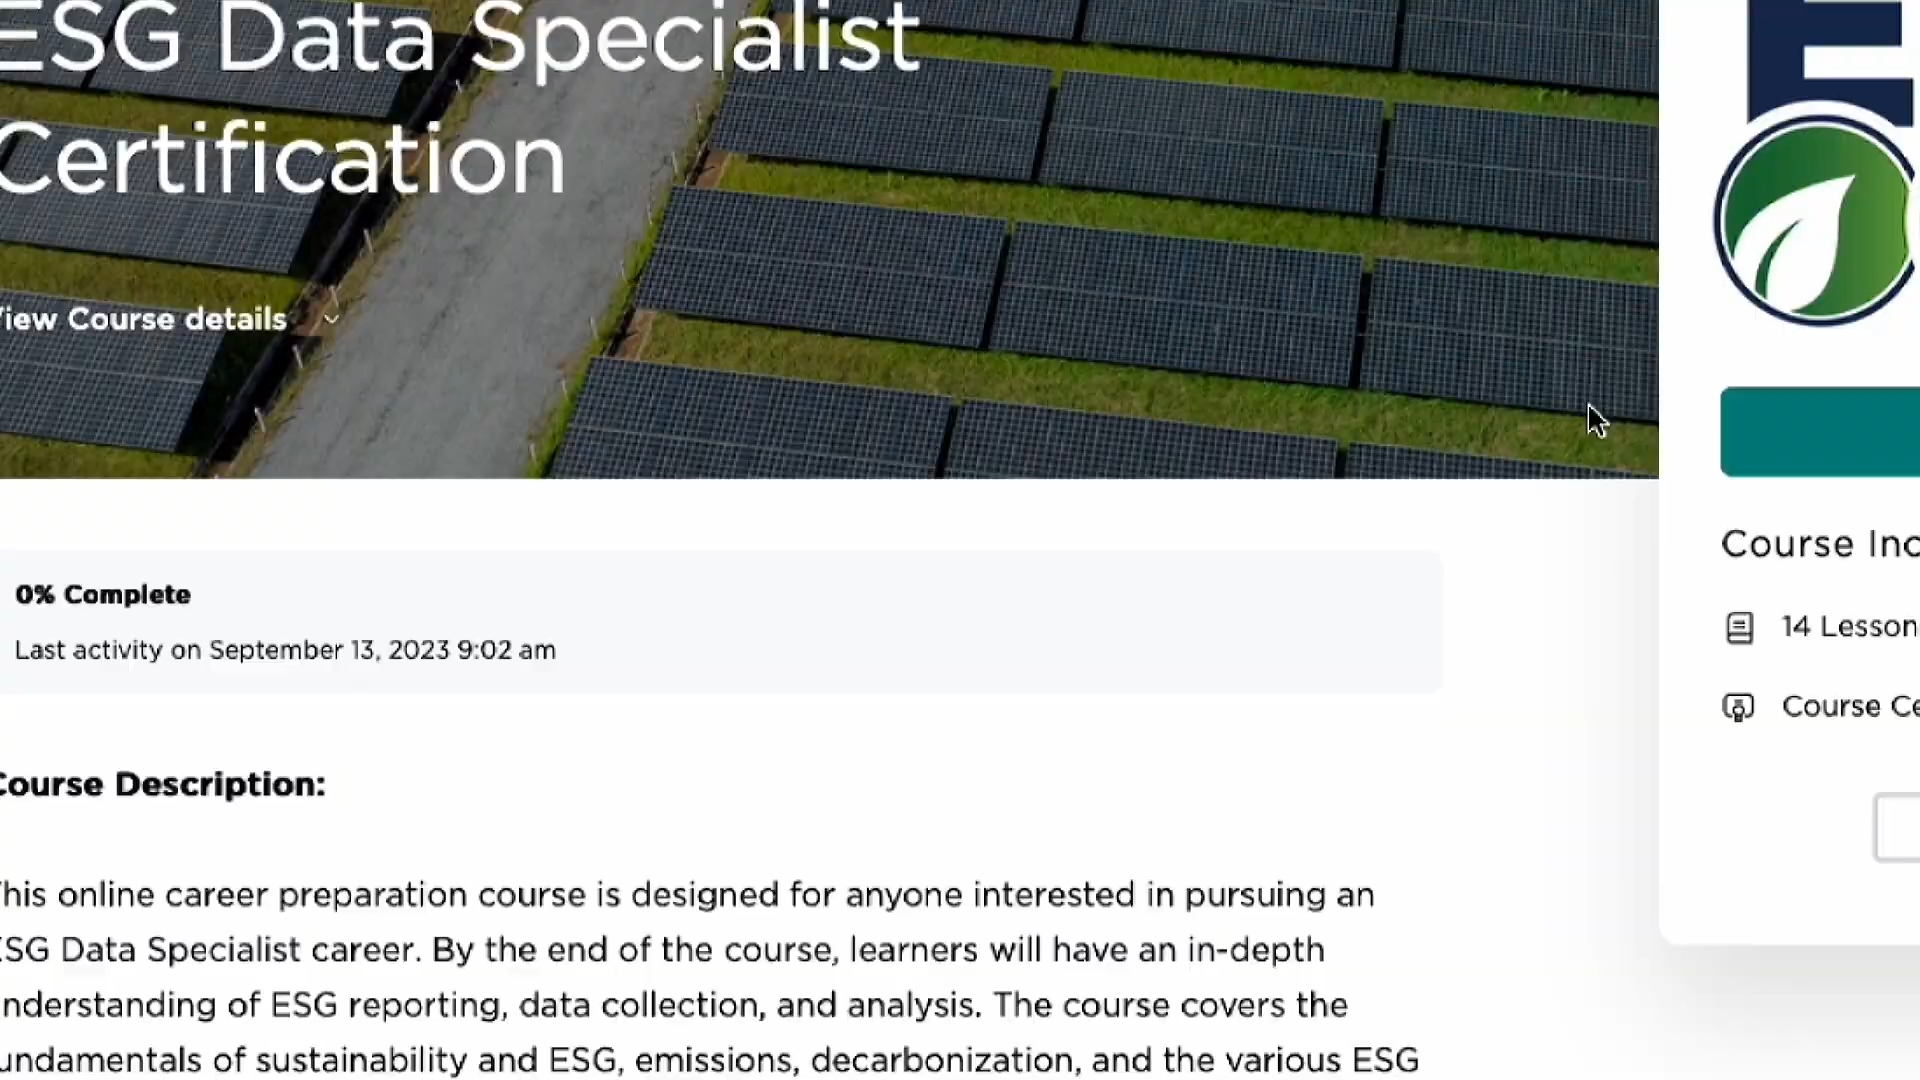 ESG Data Specialist
Certification
View Course details
0% Complete
Last activity on September 13, 2023 9:02 am
Course Description:
This online career preparation course is designed for anyone interested in pursuing an
ESG Data Specialist career. By the end of the course, learners will have an in-depth
understanding of ESG reporting, data collection, and analysis. The course covers the
fundamentals of sustainability and ESG, emissions, decarbonization, and the various ESG
E
Course Inc
14 Lesson
Course Ce